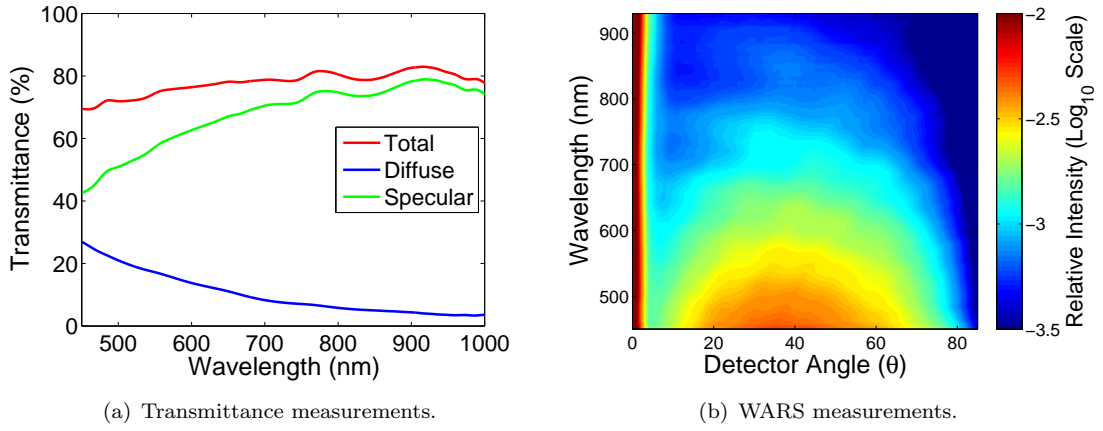 100
80
60
40
20
0
Transmittance (%)
500 600 700 800 900 1000
Wavelength (nm)
Total
Diffuse
Specular
(a) Transmittance measurements.
900
800
700
600
500
Wavelength (nm)
0 20 40 60 80
Detector Angle (θ)
-2
-2.5
-3
-3.5
Relative Intensity (Log10 Scale)
(b) WARS measurements.